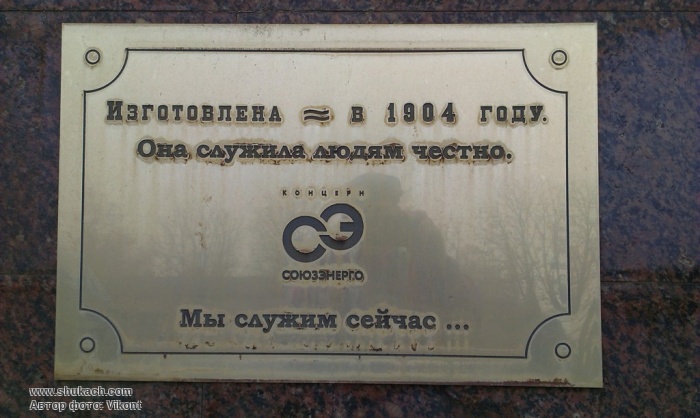 Изготовлена ≈ в 1904 году.
Она служила людям честно.
КОНЦЕРН
СЭ
СОЮЗЭНЕРГО
Мы служим сейчас ...
www.shukach.com
Автор фото: Vikont